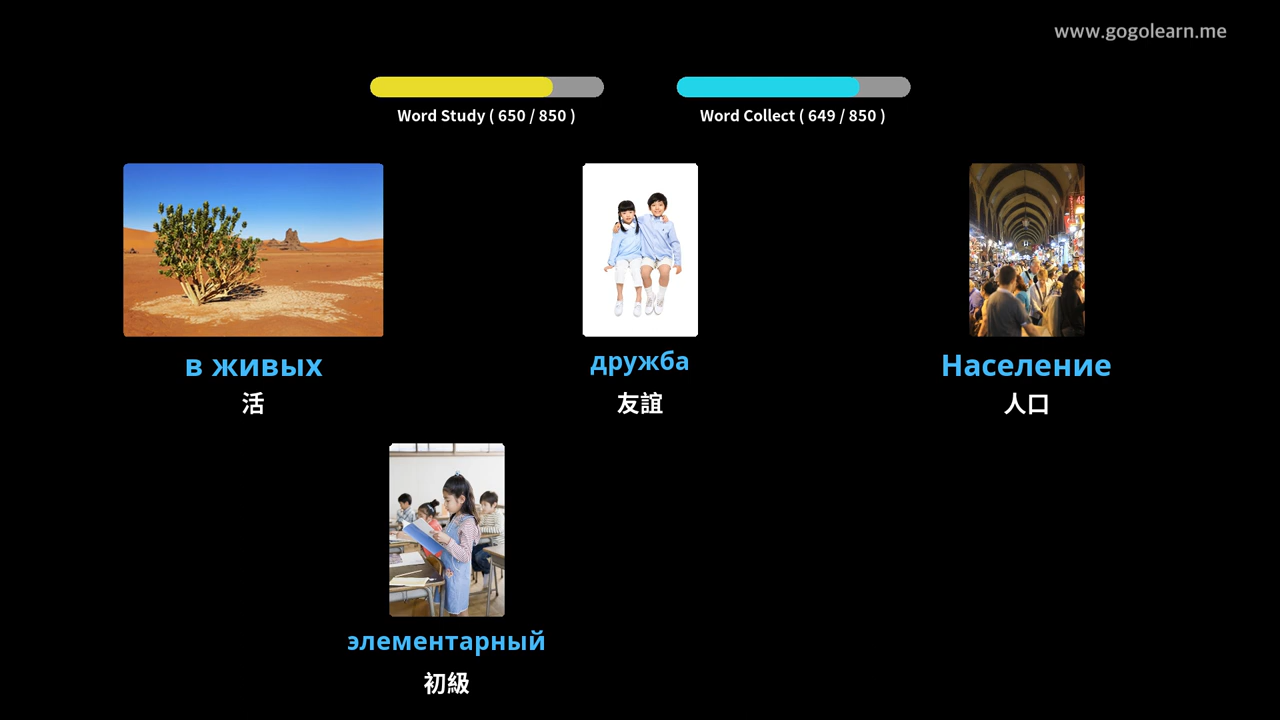 www.gogolearn.me
Word Study ( 650 / 850 )
Word Collect ( 649 / 850 )
в живых
活
дружба
友誼
Население
人口
элементарный
初級